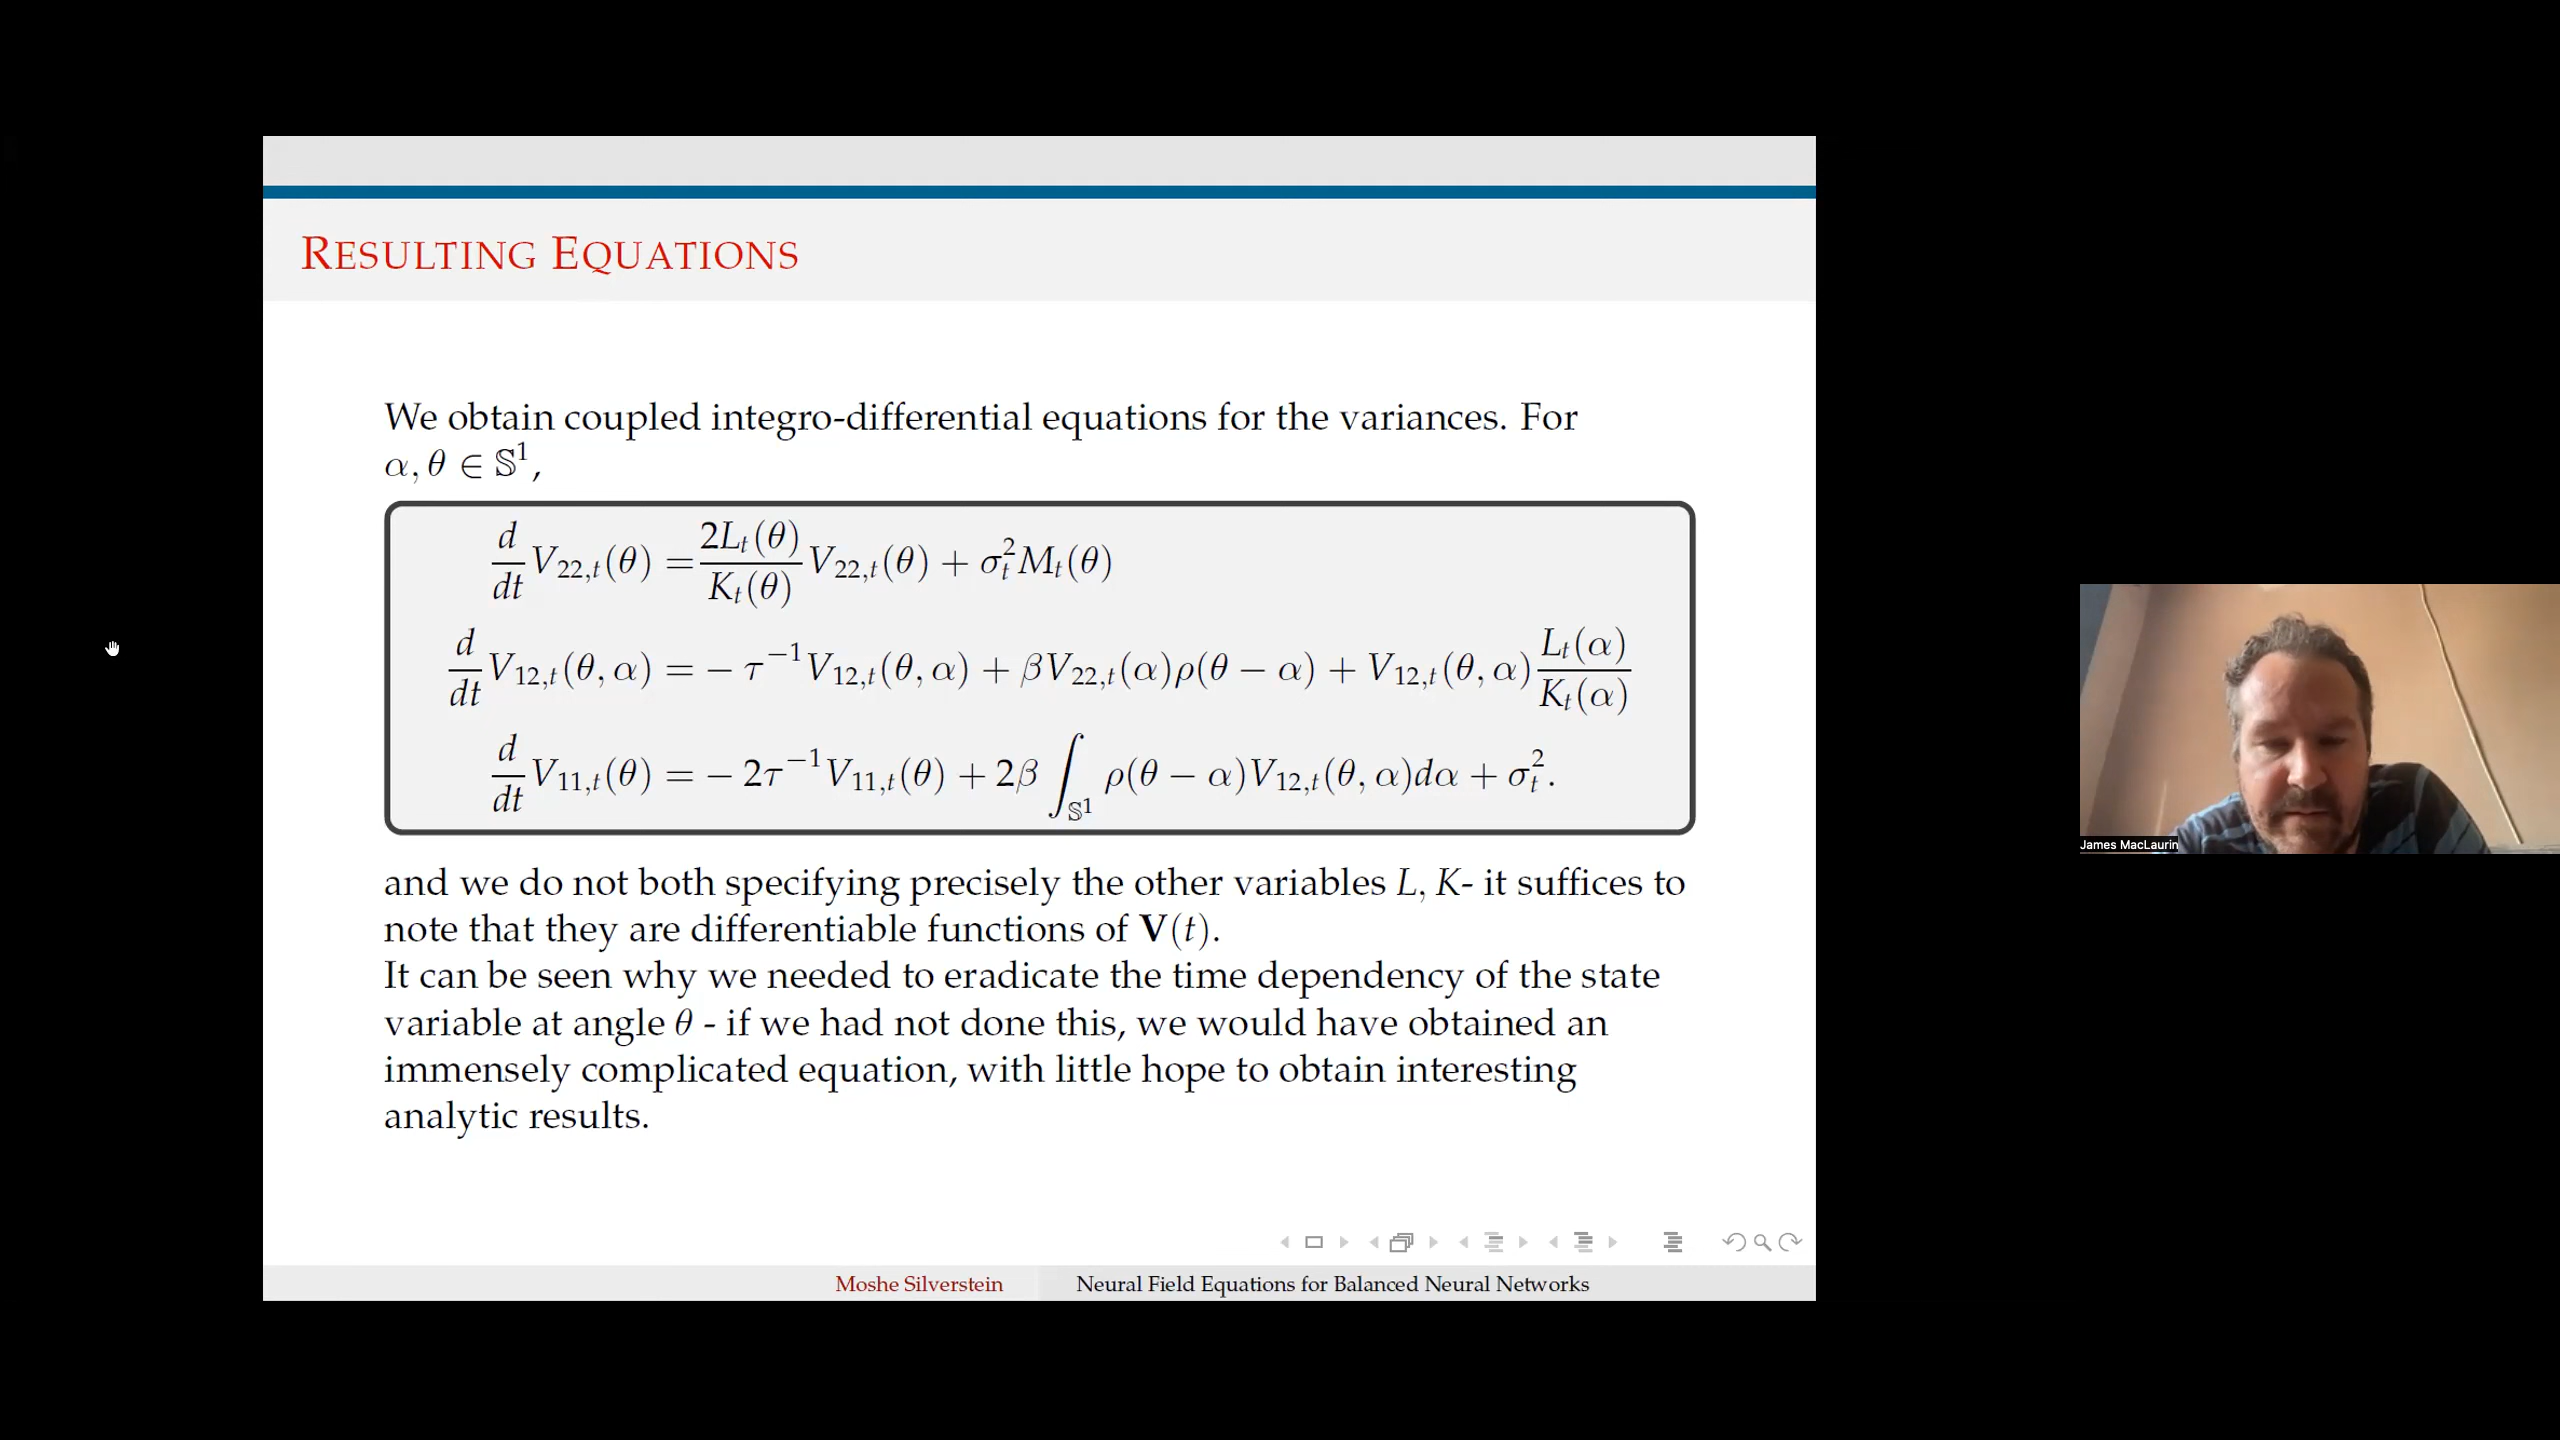 RESULTING EQUATIONS
We obtain coupled integro-differential equations for the variances. For
α, θ ∈ 𝕊¹,
d/dt V₂₂,ₜ(θ) = 2Lₜ(θ)/Kₜ(θ) V₂₂,ₜ(θ) + σₜ²Mₜ(θ)
d/dt V₁₂,ₜ(θ, α) = − τ⁻¹V₁₂,ₜ(θ, α) + βV₂₂,ₜ(α)ρ(θ − α) + V₁₂,ₜ(θ, α) Lₜ(α)/Kₜ(α)
d/dt V₁₁,ₜ(θ) = − 2τ⁻¹V₁₁,ₜ(θ) + 2β ∫_𝕊¹ ρ(θ − α)V₁₂,ₜ(θ, α)dα + σₜ².
and we do not both specifying precisely the other variables L, K- it suffices to
note that they are differentiable functions of V(t).
It can be seen why we needed to eradicate the time dependency of the state
variable at angle θ - if we had not done this, we would have obtained an
immensely complicated equation, with little hope to obtain interesting
analytic results.
Moshe Silverstein Neural Field Equations for Balanced Neural Networks
James MacLaurin